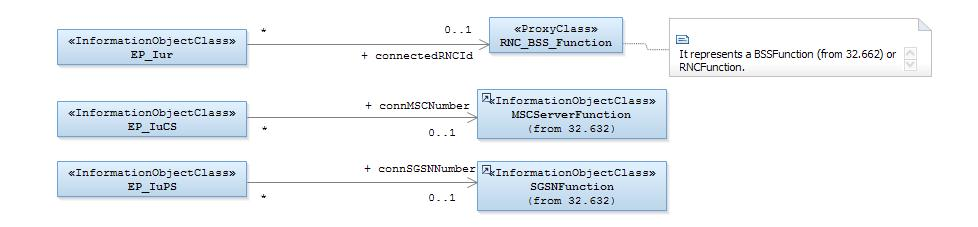 «InformationObjectClass»
EP_Iur
*
0..1
+ connectedRNCId
«ProxyClass»
RNC_BSS_Function
It represents a BSSFunction (from 32.662) or
RNCFunction.
«InformationObjectClass»
EP_IuCS
+ connMSCNumber
*
0..1
«InformationObjectClass»
MSCServerFunction
(from 32.632)
«InformationObjectClass»
EP_IuPS
+ connSGSNNumber
*
0..1
«InformationObjectClass»
SGSNFunction
(from 32.632)